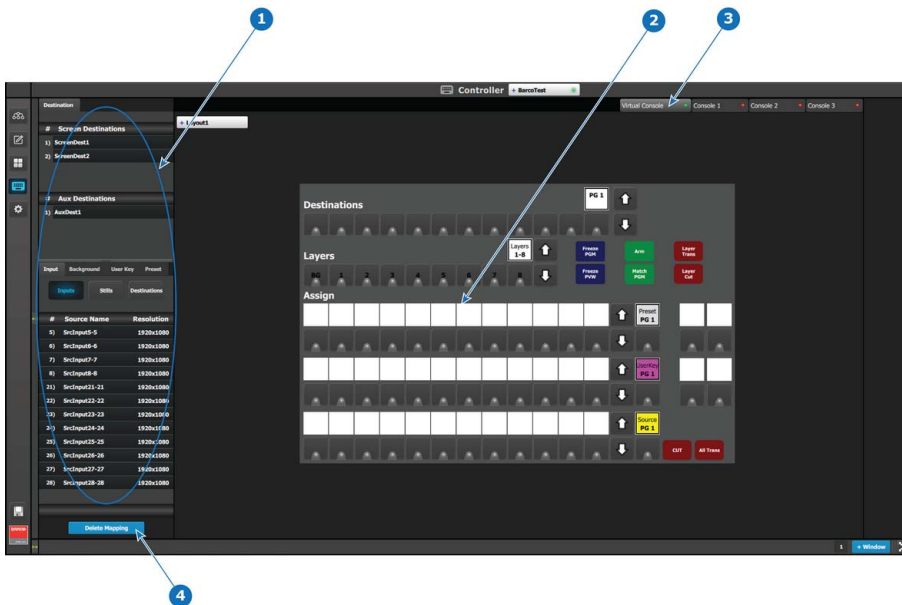 1
2
3
Controller + BarcoTest
Destination
Virtual Console Console 1 Console 2 Console 3
+ Layout1
# Screen Destinations
1) ScreenDest1
2) ScreenDest2
# Aux Destinations
1) AuxDest1
Input Background User Key Preset
Inputs Stills Destinations
# Source Name Resolution
5) SrcInput5-5 1920x1080
6) SrcInput6-6 1920x1080
7) SrcInput7-7 1920x1080
8) SrcInput8-8 1920x1080
21) SrcInput21-21 1920x1080
22) SrcInput22-22 1920x1080
23) SrcInput23-23 1920x1080
24) SrcInput24-24 1920x1080
25) SrcInput25-25 1920x1080
26) SrcInput26-26 1920x1080
27) SrcInput27-27 1920x1080
28) SrcInput28-28 1920x1080
Delete Mapping
Destinations
PG 1
Layers
Layers
1-8
Freeze
PGM
Arm
Layer
Trans
BG 1 2 3 4 5 6 7 8
Freeze
PVW
Match
PGM
Layer
Cut
Assign
Preset
PG 1
UserKey
PG 1
Source
PG 1
CUT
All Trans
BARCO
1 + Window
4